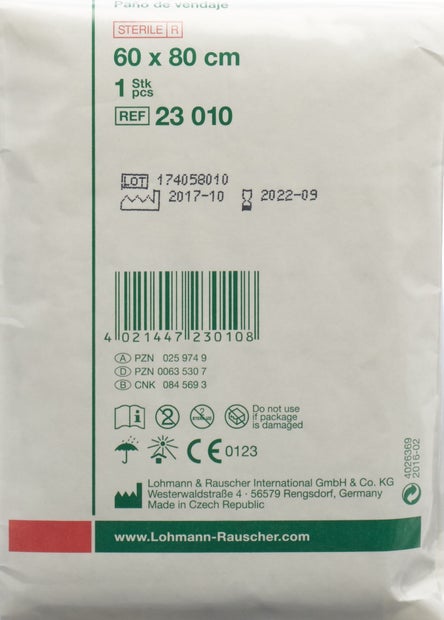 Paño de vendaje
STERILE R
60 x 80 cm
1 Stk
pcs
REF 23 010
LOT 174058010
2017-10 2022-09
4 021447 230108
A PZN 025 974 9
D PZN 0063 530 7
B CNK 084 569 3
Do not use
if package
is damaged
CE 0123
Lohmann & Rauscher International GmbH & Co. KG
Westerwaldstraße 4 · 56579 Rengsdorf, Germany
Made in Czech Republic
4026369
2016-02
www.Lohmann-Rauscher.com